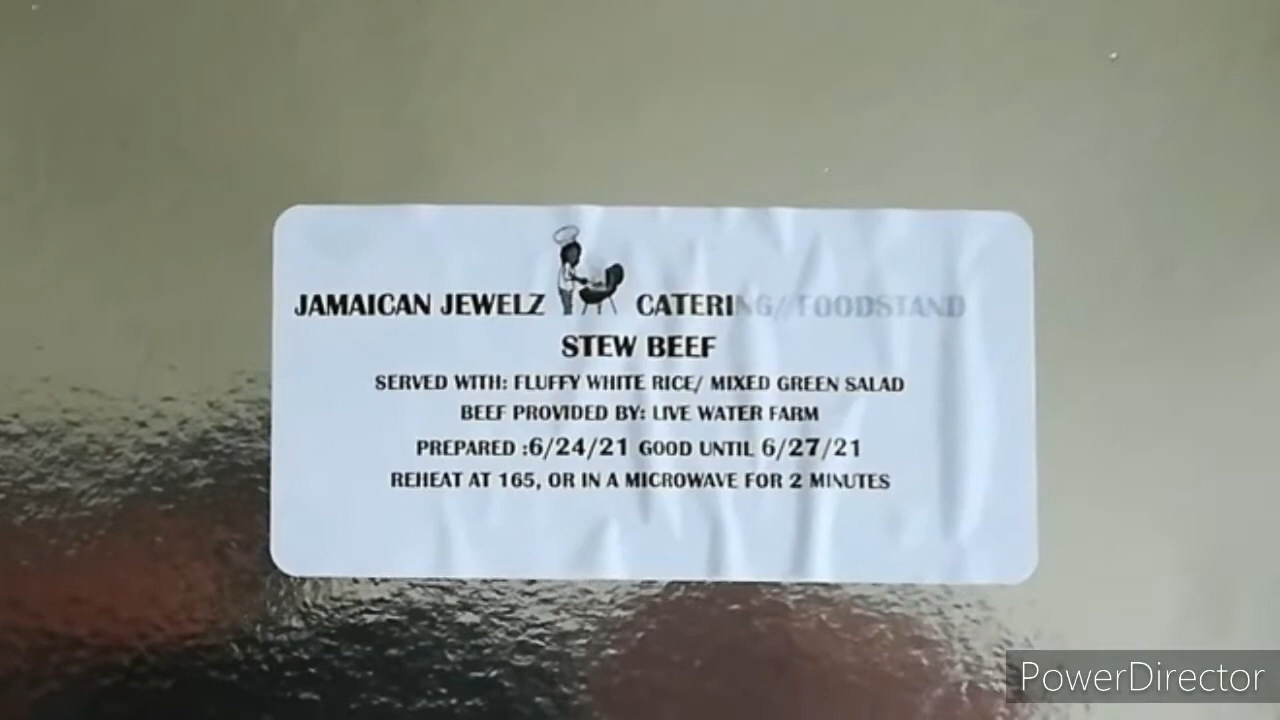 JAMAICAN JEWELZ CATERING//FOODSTAND
STEW BEEF
SERVED WITH: FLUFFY WHITE RICE/ MIXED GREEN SALAD
BEEF PROVIDED BY: LIVE WATER FARM
PREPARED :6/24/21 GOOD UNTIL 6/27/21
REHEAT AT 165, OR IN A MICROWAVE FOR 2 MINUTES
PowerDirector